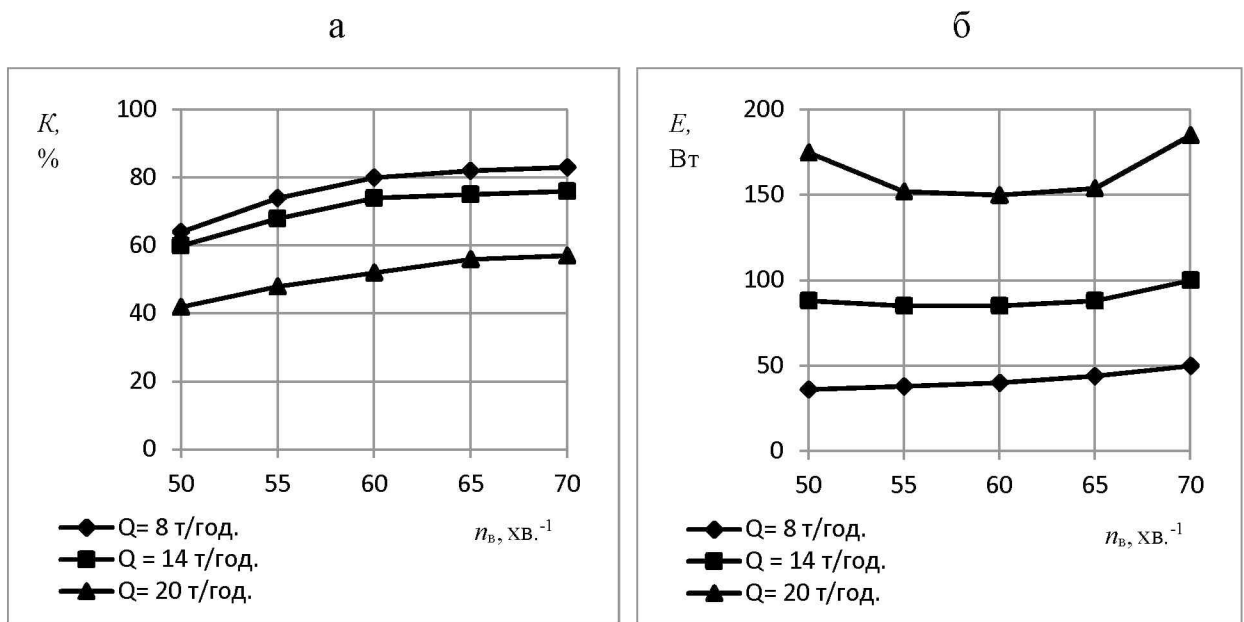 а
K,
%
100
80
60
40
20
0
50 55 60 65 70
n_в, хв.⁻¹
Q= 8 т/год.
Q = 14 т/год.
Q= 20 т/год.
б
E,
Вт
200
150
100
50
0
50 55 60 65 70
n_в, хв.⁻¹
Q= 8 т/год.
Q = 14 т/год.
Q= 20 т/год.